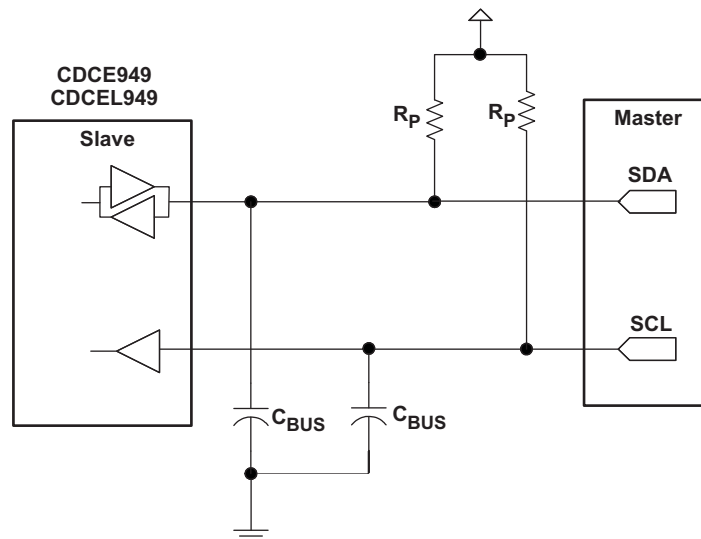 CDCE949
CDCEL949
Slave
R_P
R_P
Master
SDA
SCL
C_BUS
C_BUS